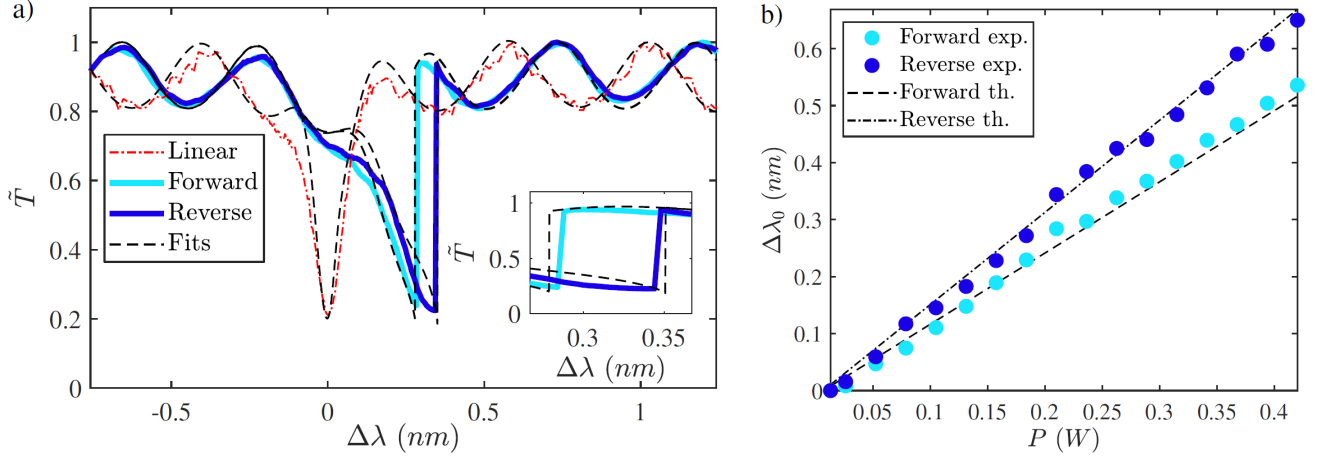 a)
1
0.8
0.6
0.4
0.2
0
T̃
-0.5
0
0.5
1
Δλ (nm)
Linear
Forward
Reverse
Fits
1
0.5
0
T̃
0.3
0.35
Δλ (nm)
b)
0.6
0.5
0.4
0.3
0.2
0.1
0
Δλ₀ (nm)
0.05
0.1
0.15
0.2
0.25
0.3
0.35
0.4
P (W)
Forward exp.
Reverse exp.
Forward th.
Reverse th.